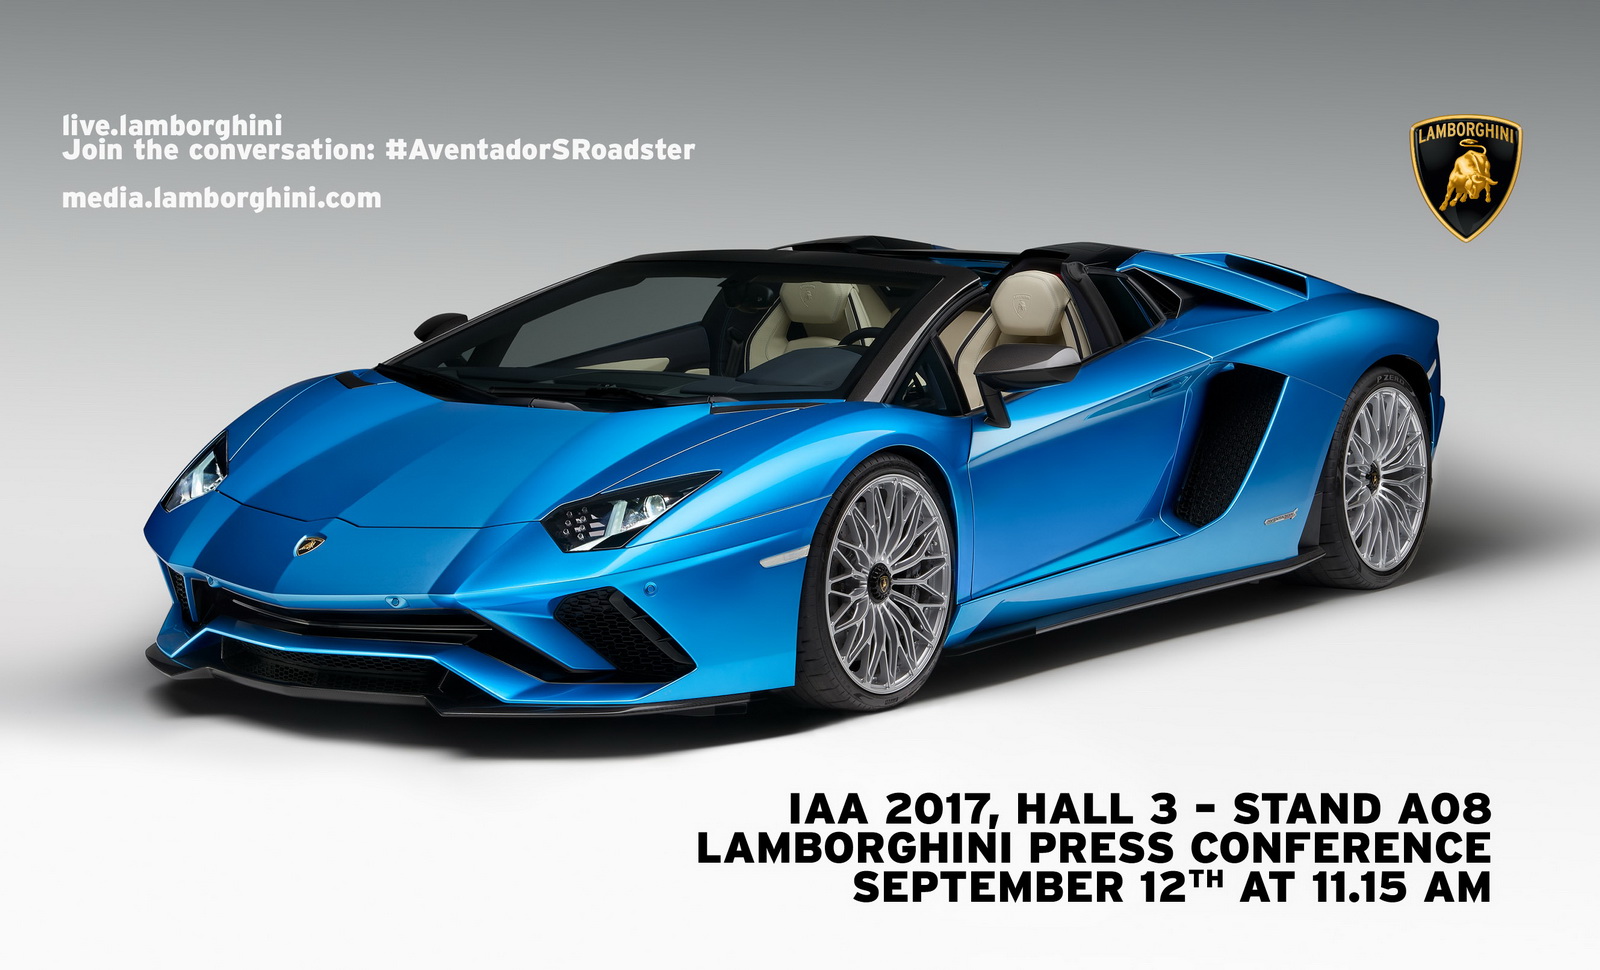 live.lamborghini
Join the conversation: #AventadorSRoadster
media.lamborghini.com
LAMBORGHINI
P ZERO
IAA 2017, HALL 3 – STAND A08
LAMBORGHINI PRESS CONFERENCE
SEPTEMBER 12TH AT 11.15 AM